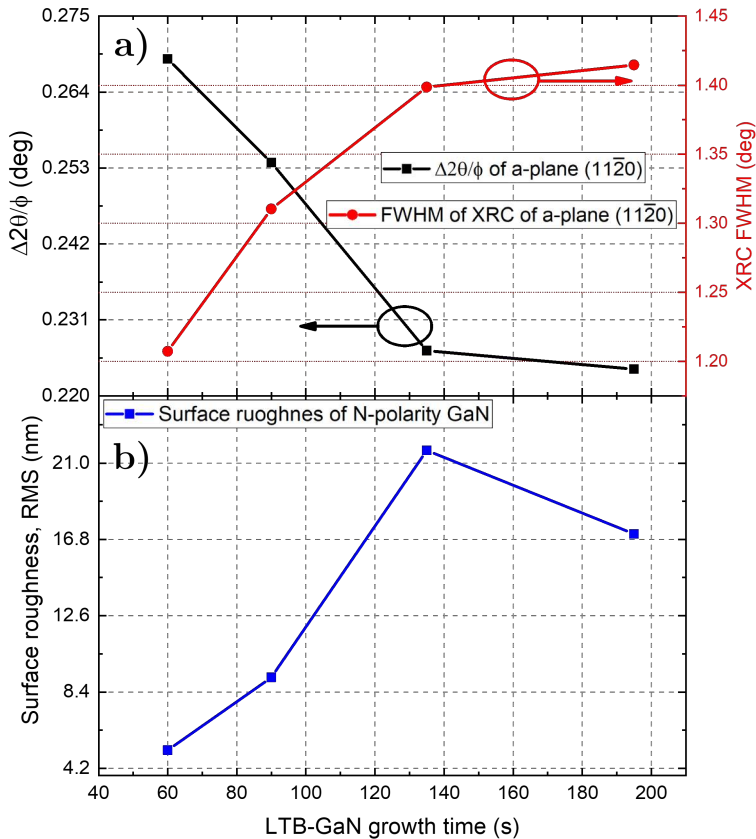 a)
0.275
0.264
0.253
0.242
0.231
0.220
Δ2θ/ϕ (deg)
1.45
1.40
1.35
1.30
1.25
1.20
XRC FWHM (deg)
Δ2θ/ϕ of a-plane (112̅0)
FWHM of XRC of a-plane (112̅0)
b)
Surface ruoghnes of N-polarity GaN
21.0
16.8
12.6
8.4
4.2
Surface roughness, RMS (nm)
40 60 80 100 120 140 160 180 200
LTB-GaN growth time (s)